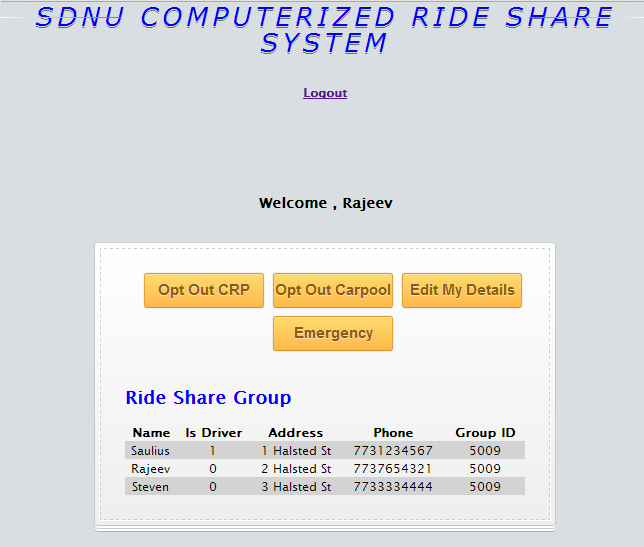 SDNU COMPUTERIZED RIDE SHARE
SYSTEM
Logout
Welcome , Rajeev
Opt Out CRP Opt Out Carpool Edit My Details
Emergency
Ride Share Group
Name Is Driver Address Phone Group ID
Saulius 1 1 Halsted St 7731234567 5009
Rajeev 0 2 Halsted St 7737654321 5009
Steven 0 3 Halsted St 7733334444 5009